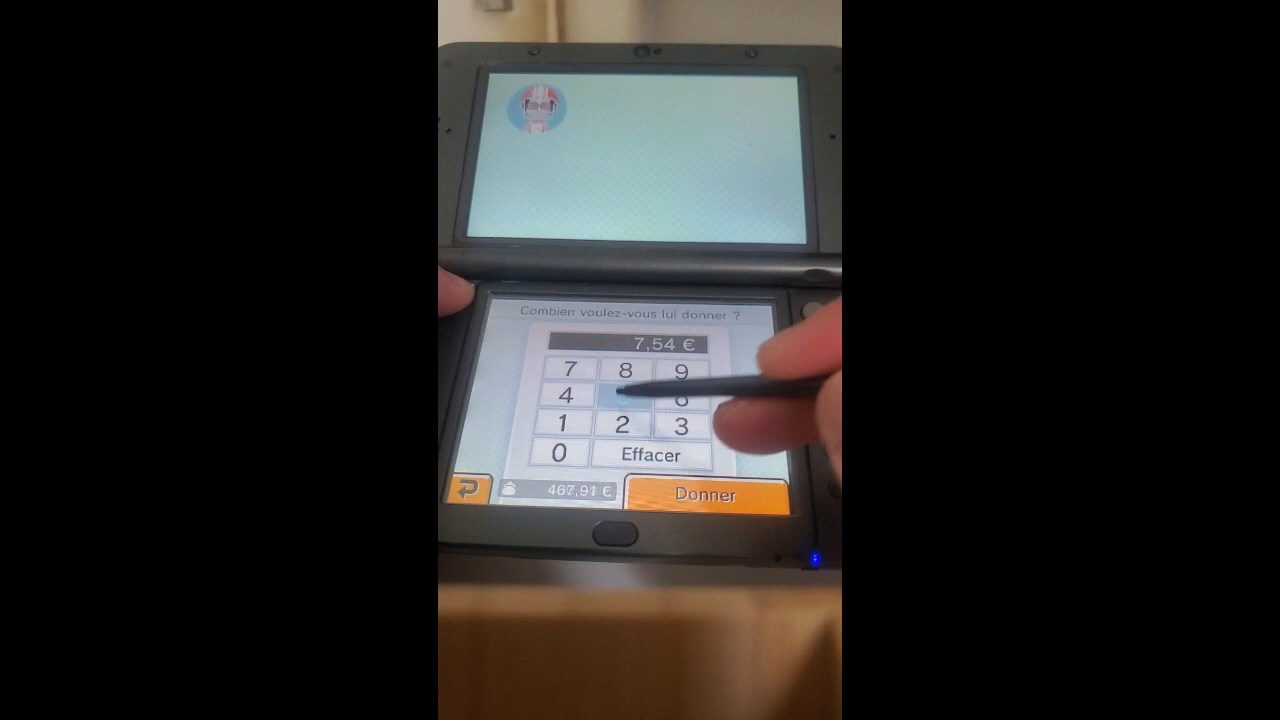 Combien voulez-vous lui donner ?
7,54 €
7 8 9
4 6
1 2 3
0 Effacer
467,91 € Donner